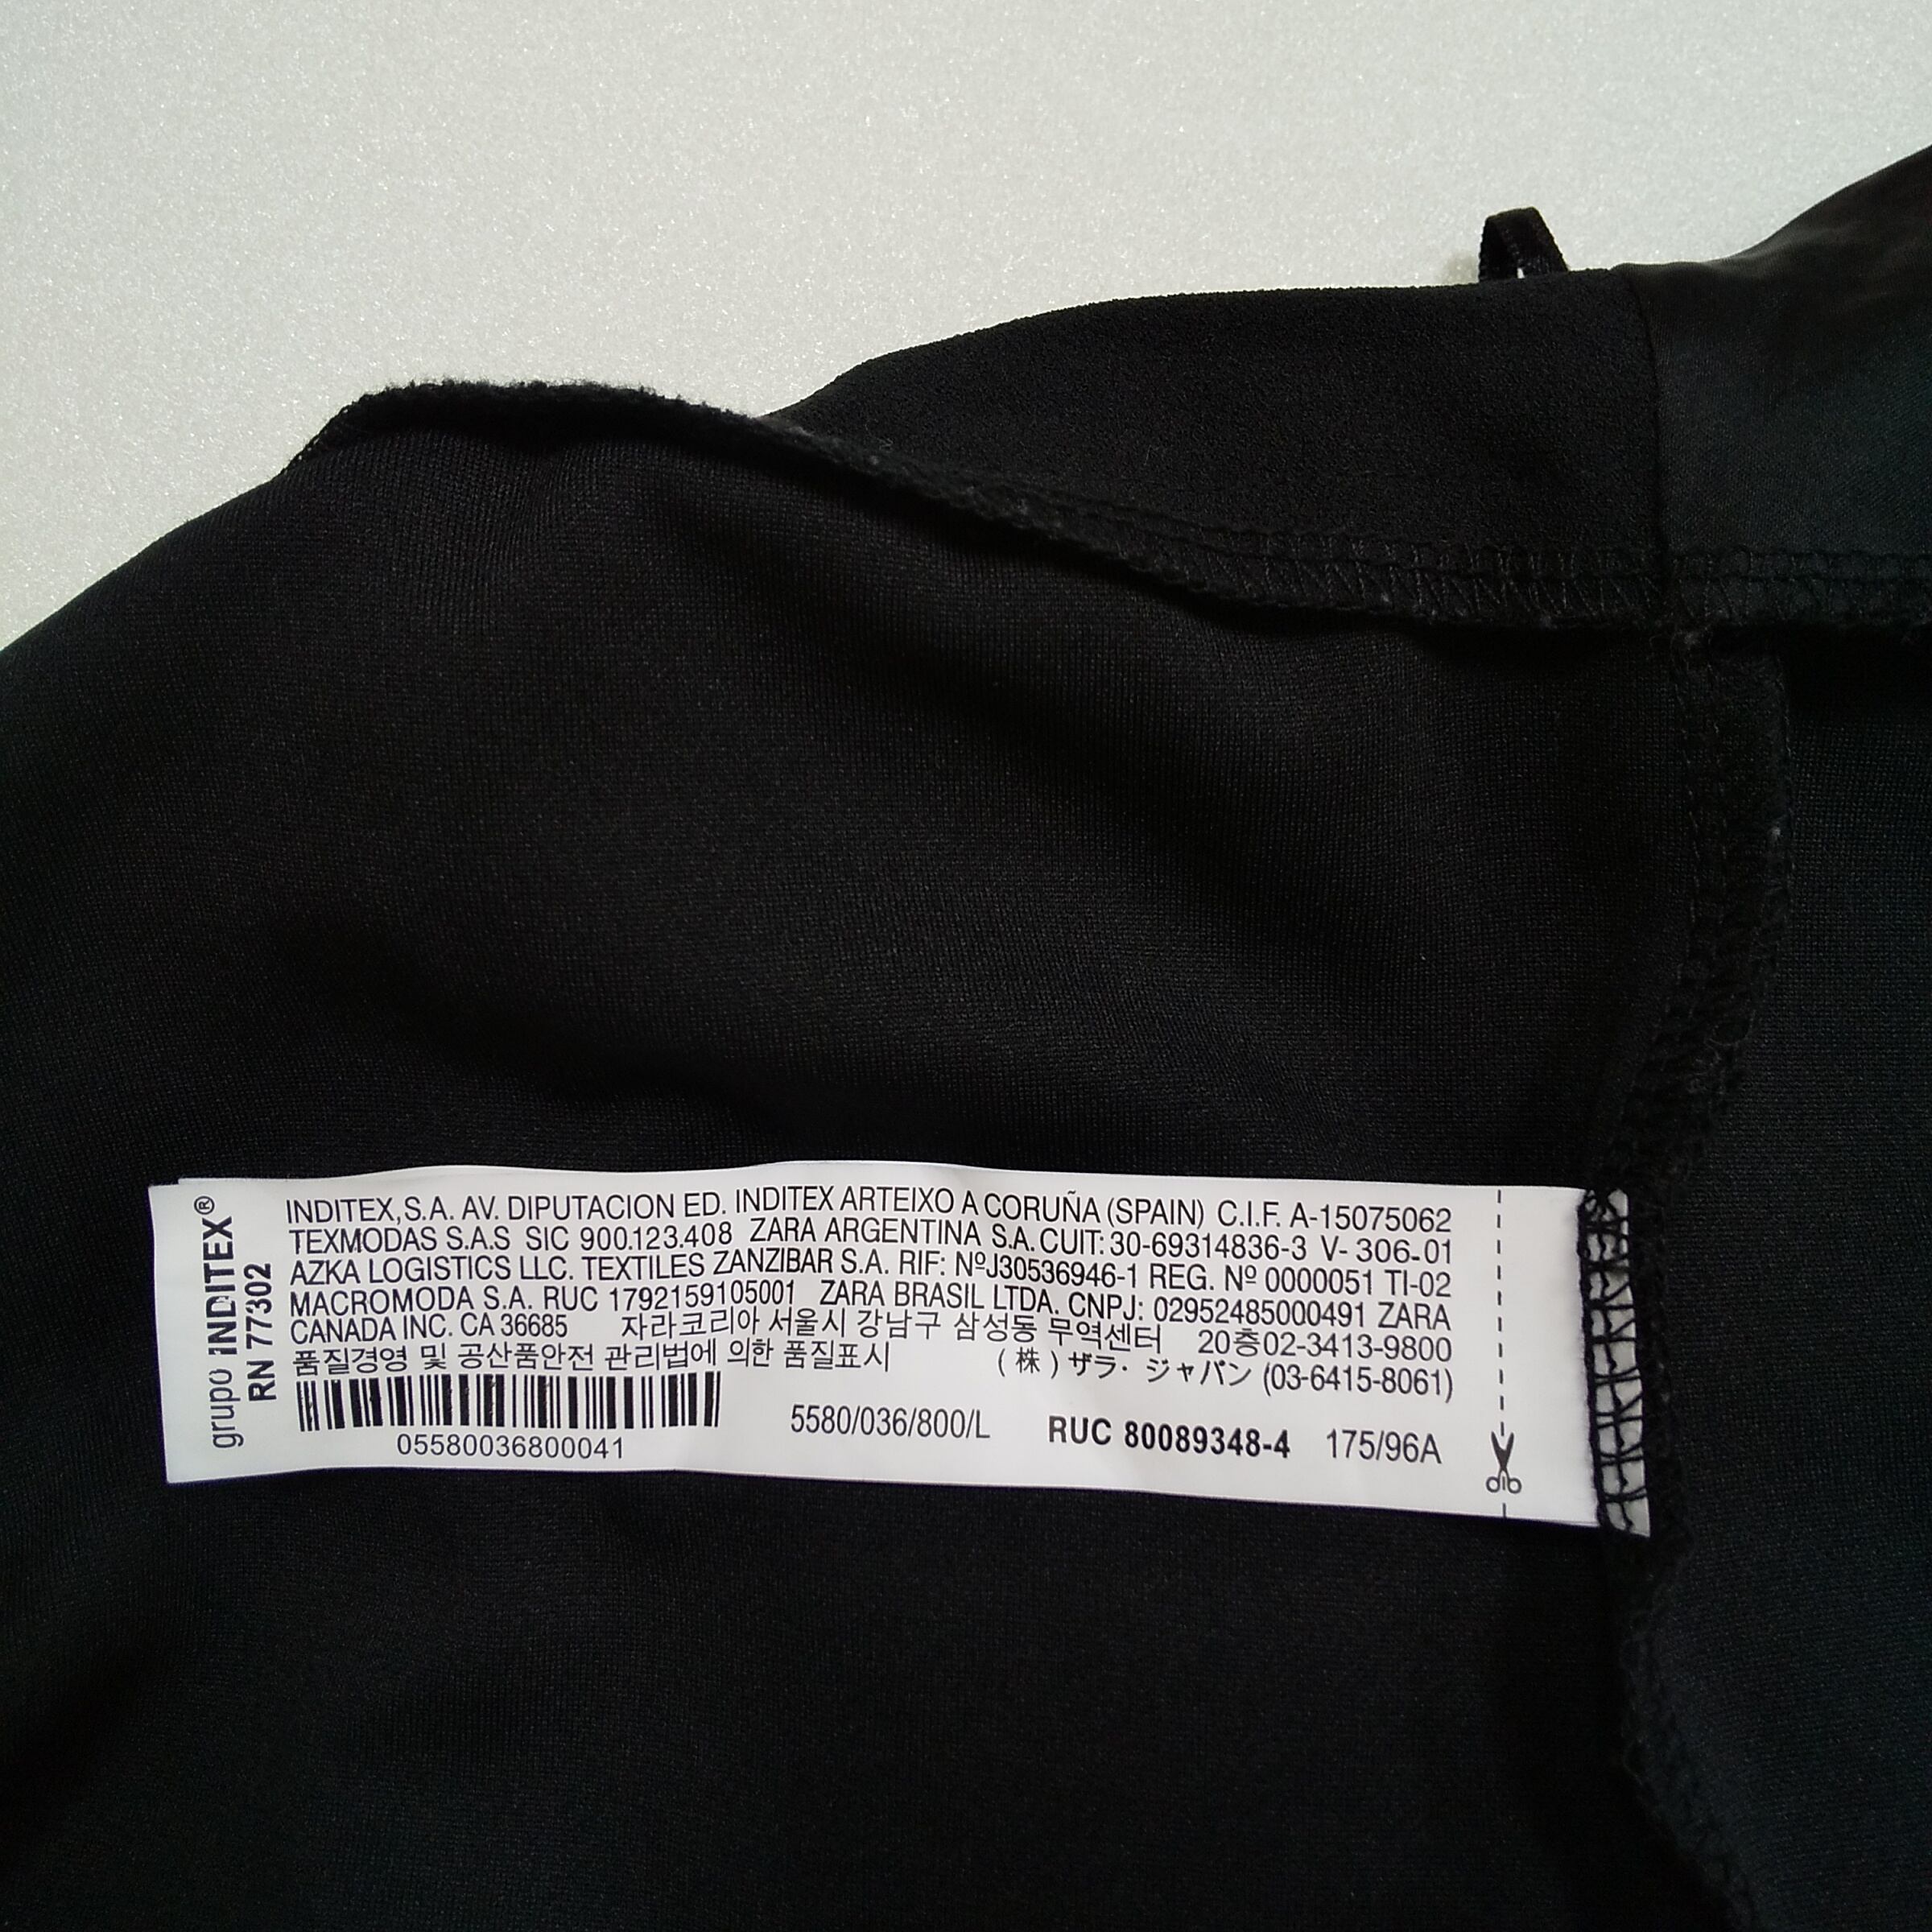 grupo INDITEX®
RN 77302
INDITEX,S.A. AV. DIPUTACION ED. INDITEX ARTEIXO A CORUÑA (SPAIN) C.I.F. A-15075062
TEXMODAS S.A.S SIC 900.123.408 ZARA ARGENTINA S.A. CUIT: 30-69314836-3 V- 306-01
AZKA LOGISTICS LLC. TEXTILES ZANZIBAR S.A. RIF: NºJ30536946-1 REG. Nº 0000051 TI-02
MACROMODA S.A. RUC 1792159105001 ZARA BRASIL LTDA. CNPJ: 02952485000491 ZARA
CANADA INC. CA 36685 자라코리아 서울시 강남구 삼성동 무역센터 20층02-3413-9800
품질경영 및 공산품안전 관리법에 의한 품질표시 (株) ザラ・ジャパン (03-6415-8061)
05580036800041
5580/036/800/L RUC 80089348-4 175/96A